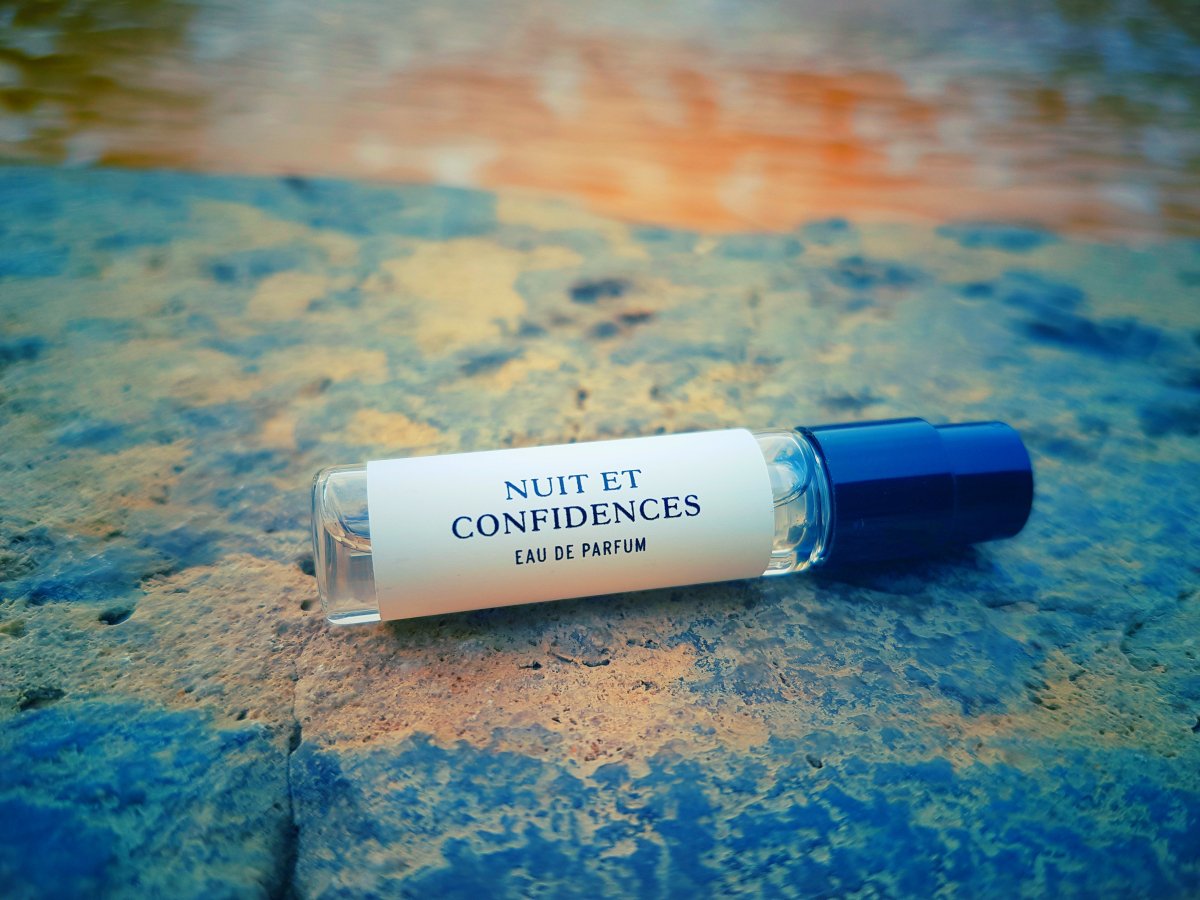 NUIT ET
CONFIDENCES
EAU DE PARFUM